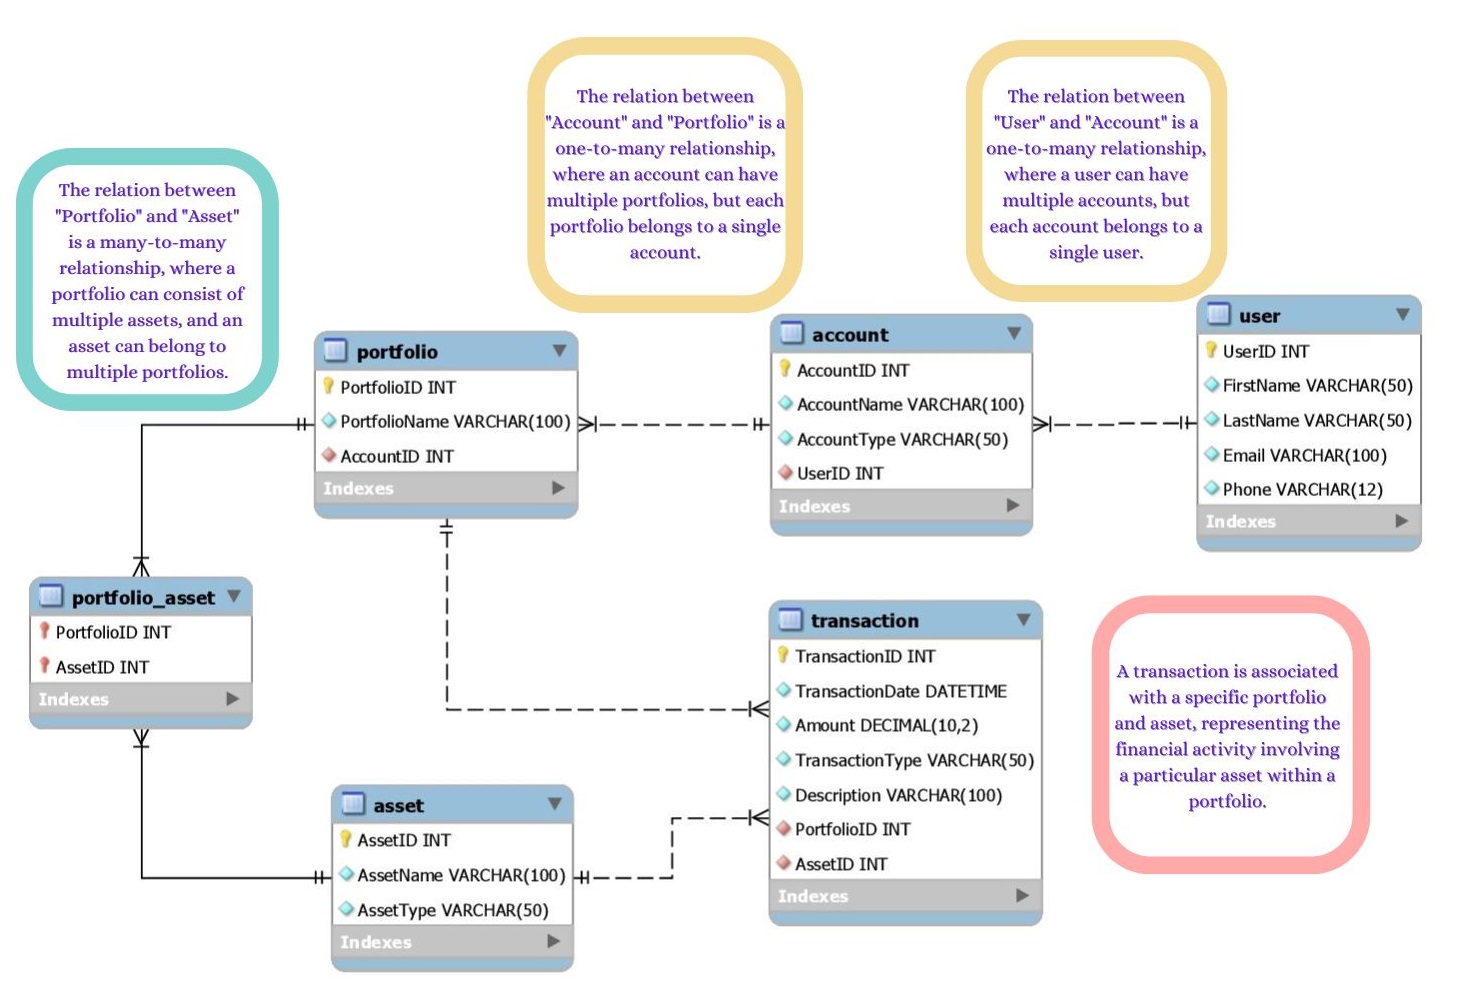 The relation between
"Account" and "Portfolio" is a
one-to-many relationship,
where an account can have
multiple portfolios, but each
portfolio belongs to a single
account.
The relation between
"User" and "Account" is a
one-to-many relationship,
where a user can have
multiple accounts, but
each account belongs to a
single user.
The relation between
"Portfolio" and "Asset"
is a many-to-many
relationship, where a
portfolio can consist of
multiple assets, and an
asset can belong to
multiple portfolios.
portfolio
PortfolioID INT
PortfolioName VARCHAR(100)
AccountID INT
Indexes
account
AccountID INT
AccountName VARCHAR(100)
AccountType VARCHAR(50)
UserID INT
Indexes
user
UserID INT
FirstName VARCHAR(50)
LastName VARCHAR(50)
Email VARCHAR(100)
Phone VARCHAR(12)
Indexes
portfolio_asset
PortfolioID INT
AssetID INT
Indexes
transaction
TransactionID INT
TransactionDate DATETIME
Amount DECIMAL(10,2)
TransactionType VARCHAR(50)
Description VARCHAR(100)
PortfolioID INT
AssetID INT
Indexes
A transaction is associated
with a specific portfolio
and asset, representing the
financial activity involving
a particular asset within a
portfolio.
asset
AssetID INT
AssetName VARCHAR(100)
AssetType VARCHAR(50)
Indexes